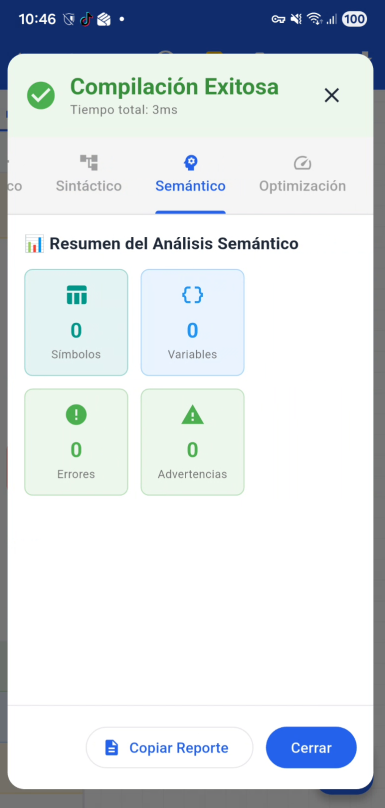 10:46
100
Compilación Exitosa
Tiempo total: 3ms
co
Sintáctico
Semántico
Optimización
Resumen del Análisis Semántico
0
Símbolos
0
Variables
0
Errores
0
Advertencias
Copiar Reporte
Cerrar